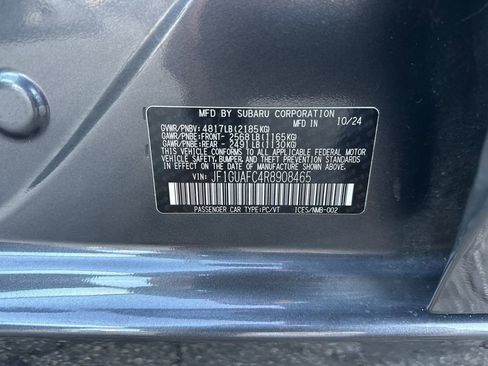 MFD BY SUBARU CORPORATION
MFD IN 10/24
GVWR/PNBV: 4817LB(2185KG)
GAWR/PNBE:FRONT- 2568LB(1165KG)
GAWR/PNBE:REAR - 2491LB(1130KG)
THIS VEHICLE CONFORMS TO ALL APPLICABLE FEDERAL MOTOR
VEHICLE SAFETY, BUMPER, AND THEFT PREVENTION STANDARDS
IN EFFECT ON THE DATE OF MANUFACTURE SHOWN ABOVE.
VIN: JF1GUAFC4R8908465
PASSENGER CAR TYPE:PC/VT ICES/NMB-002